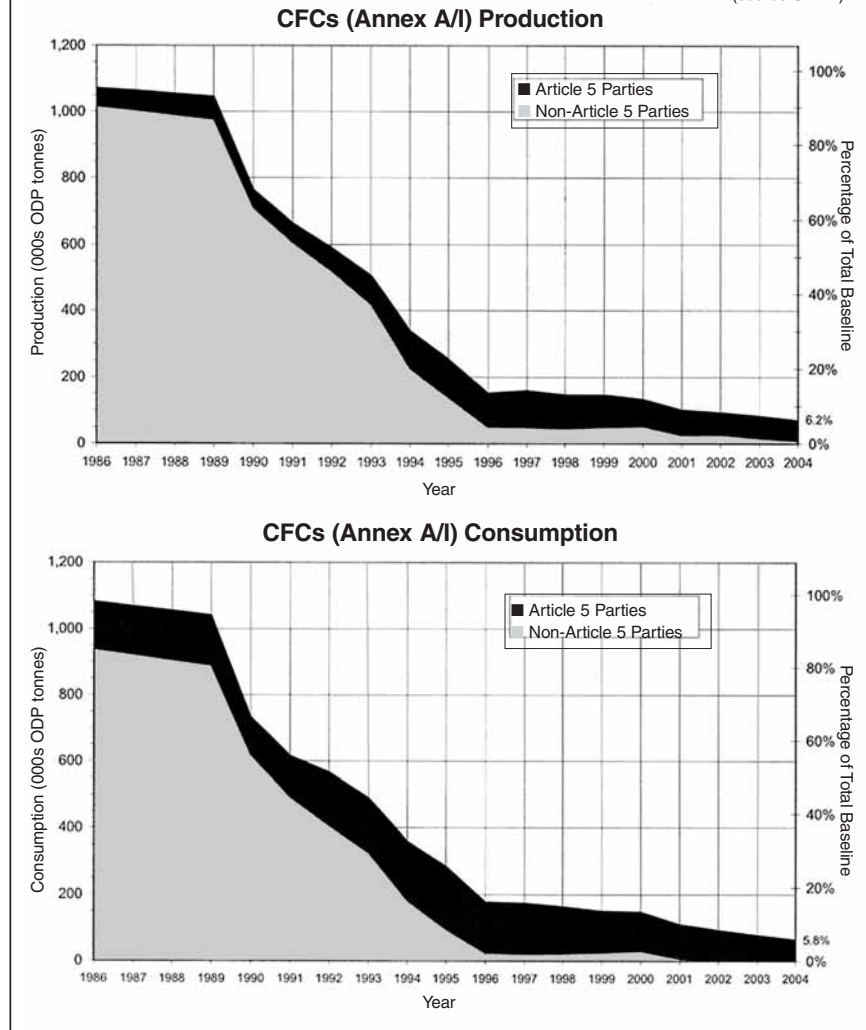 CFCs (Annex A/I) Production
1,200
1,000
800
600
400
200
0
Production (000s ODP tonnes)
Article 5 Parties
Non-Article 5 Parties
100%
80%
60%
40%
20%
6.2%
0%
Percentage of Total Baseline
1986 1987 1988 1989 1990 1991 1992 1993 1994 1995 1996 1997 1998 1999 2000 2001 2002 2003 2004
Year
CFCs (Annex A/I) Consumption
1,200
1,000
800
600
400
200
0
Consumption (000s ODP tonnes)
Article 5 Parties
Non-Article 5 Parties
100%
80%
60%
40%
20%
5.8%
0%
Percentage of Total Baseline
1986 1987 1988 1989 1990 1991 1992 1993 1994 1995 1996 1997 1998 1999 2000 2001 2002 2003 2004
Year